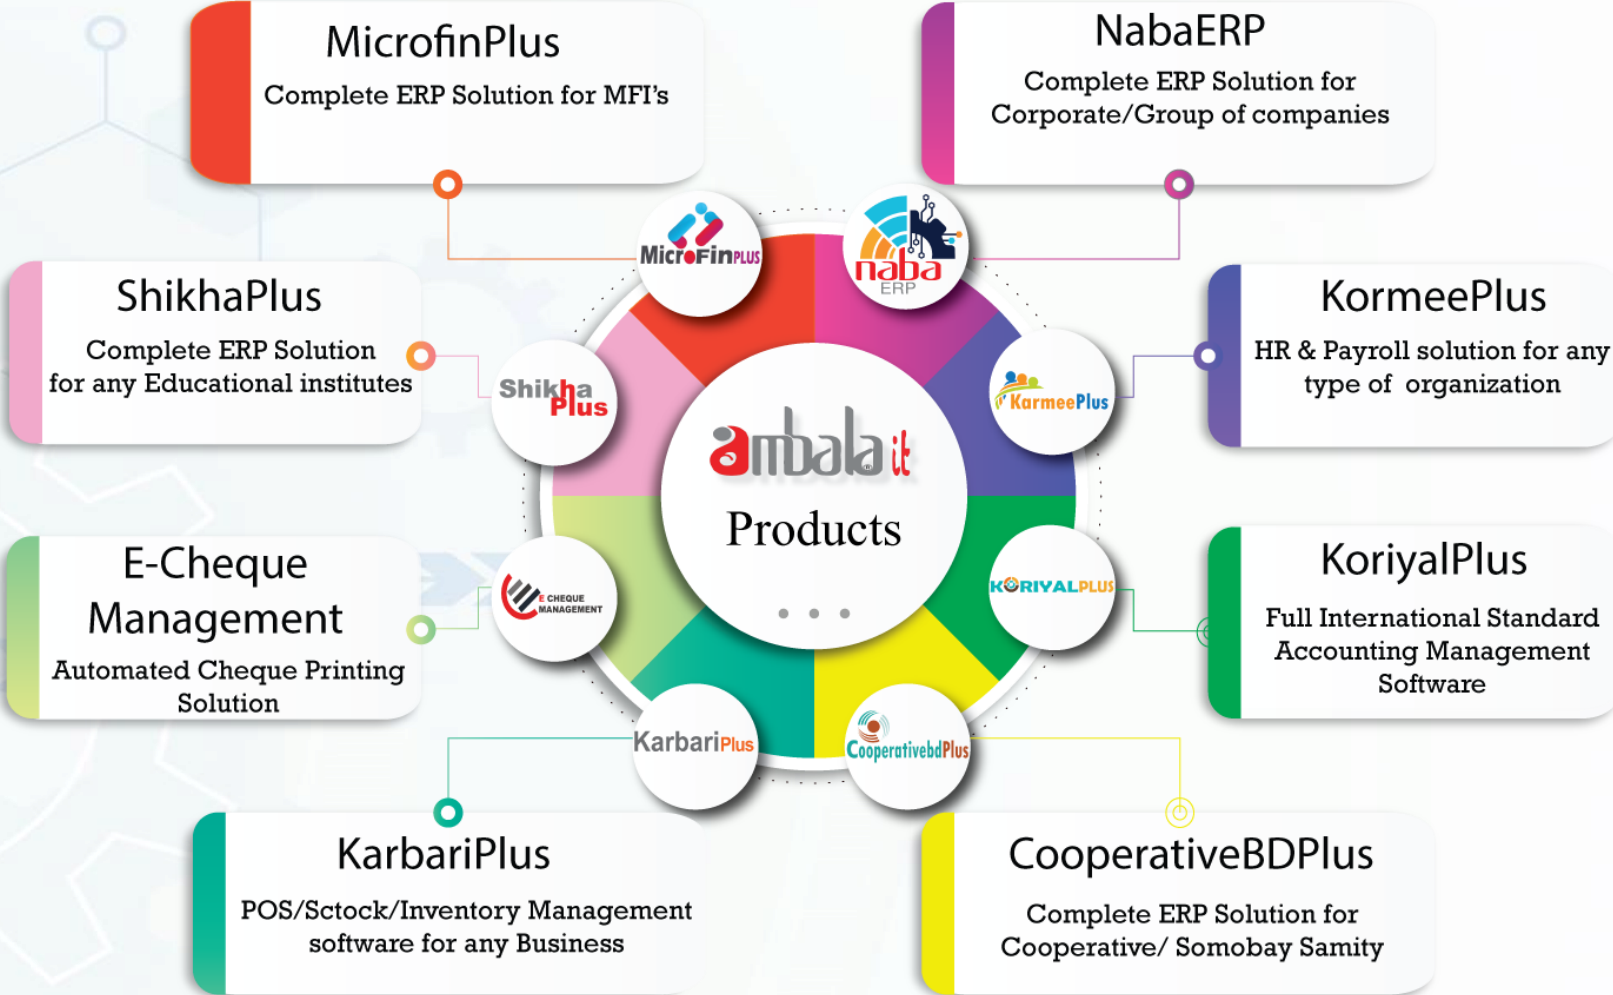 MicrofinPlus
Complete ERP Solution for MFI's
NabaERP
Complete ERP Solution for
Corporate/Group of companies
MicroFinPLUS
naba
ERP
ShikhaPlus
Complete ERP Solution
for any Educational institutes
Shikha
Plus
KarmeePlus
KormeePlus
HR & Payroll solution for any
type of organization
ambala it
Products
E-Cheque
Management
Automated Cheque Printing
Solution
E CHEQUE
MANAGEMENT
KORIYALPLUS
KoriyalPlus
Full International Standard
Accounting Management
Software
KarbariPlus
CooperativebdPlus
KarbariPlus
POS/Sctock/Inventory Management
software for any Business
CooperativeBDPlus
Complete ERP Solution for
Cooperative/ Somobay Samity